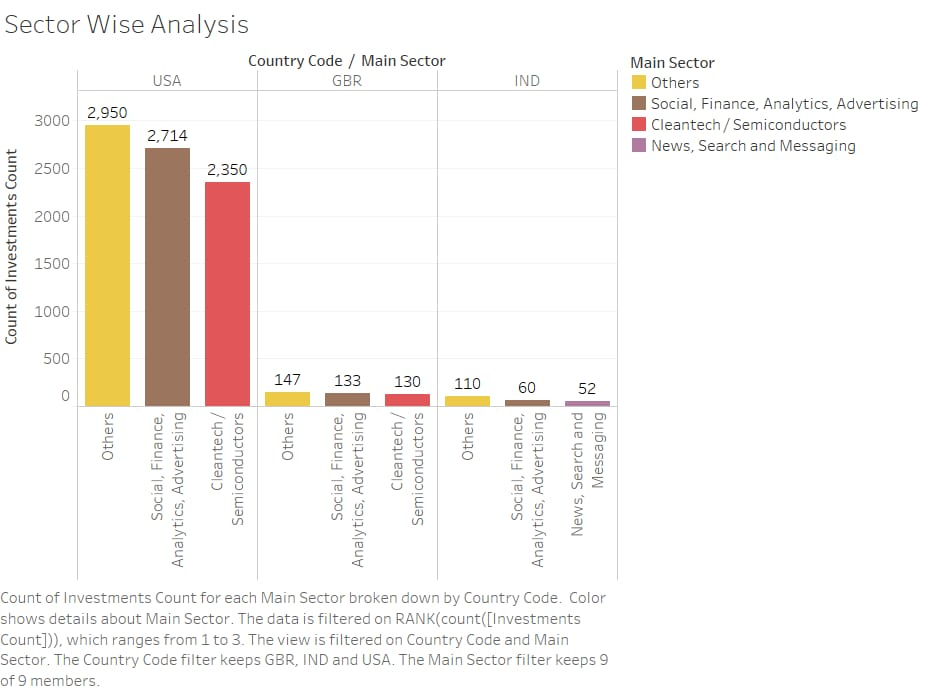 Sector Wise Analysis
Country Code / Main Sector
USA
GBR
IND
Main Sector
Others
Social, Finance, Analytics, Advertising
Cleantech / Semiconductors
News, Search and Messaging
Count of Investments Count
3000
2500
2000
1500
1000
500
0
2,950
2,714
2,350
147
133
130
110
60
52
Others
Social, Finance,
Analytics, Advertising
Cleantech /
Semiconductors
Others
Social, Finance,
Analytics, Advertising
Cleantech /
Semiconductors
Others
Social, Finance,
Analytics, Advertising
News, Search and
Messaging
Count of Investments Count for each Main Sector broken down by Country Code.  Color
shows details about Main Sector. The data is filtered on RANK(count([Investments
Count])), which ranges from 1 to 3. The view is filtered on Country Code and Main
Sector. The Country Code filter keeps GBR, IND and USA. The Main Sector filter keeps 9
of 9 members.